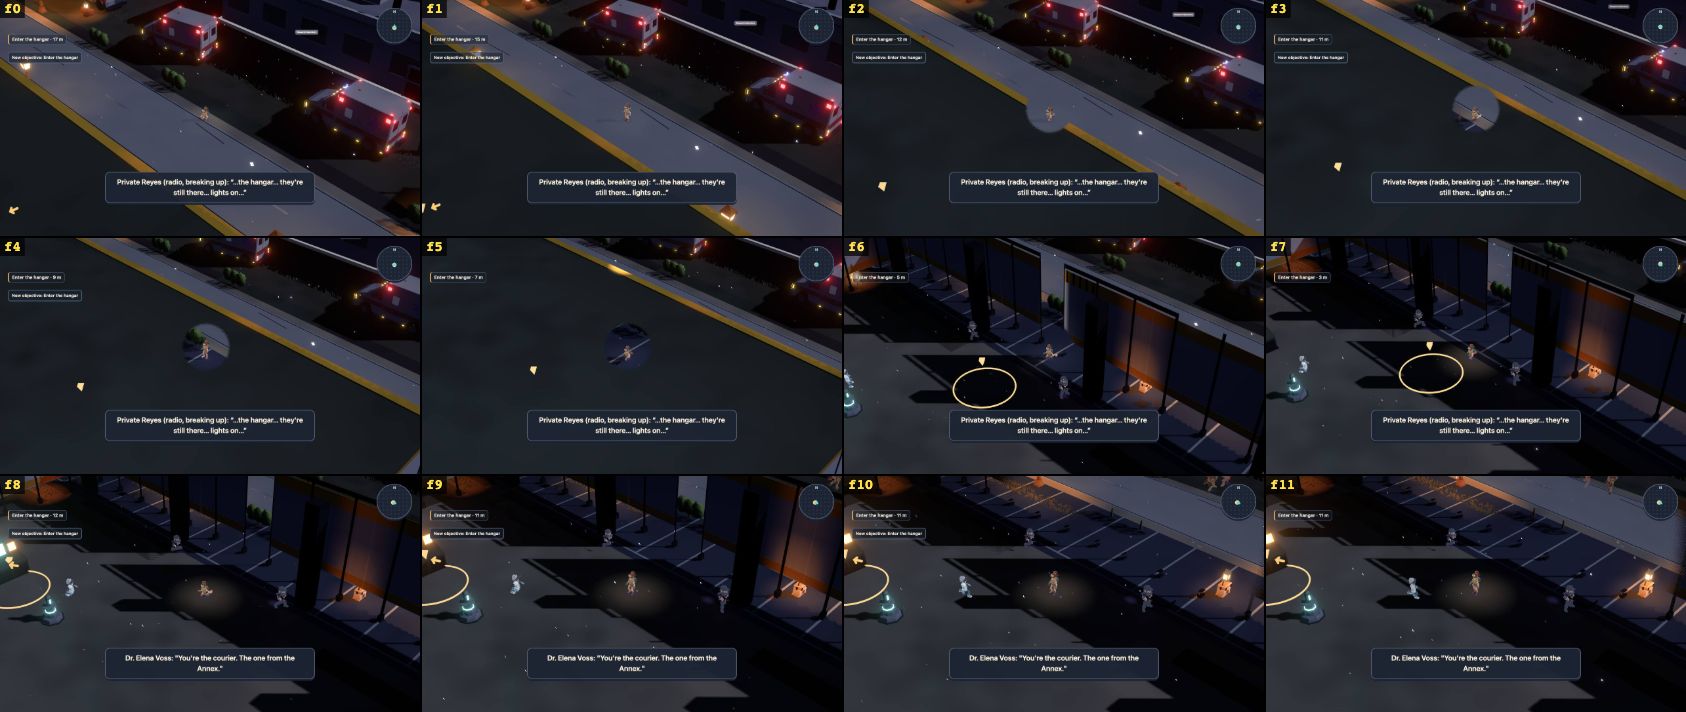 f0
Enter the hangar · 17 m
New objective: Enter the hangar
Private Reyes (radio, breaking up): "...the hangar... they're
still there... lights on..."
f1
Enter the hangar · 15 m
New objective: Enter the hangar
Private Reyes (radio, breaking up): "...the hangar... they're
still there... lights on..."
f2
Enter the hangar · 12 m
New objective: Enter the hangar
Private Reyes (radio, breaking up): "...the hangar... they're
still there... lights on..."
f3
Enter the hangar · 11 m
New objective: Enter the hangar
Private Reyes (radio, breaking up): "...the hangar... they're
still there... lights on..."
f4
Enter the hangar · 9 m
New objective: Enter the hangar
Private Reyes (radio, breaking up): "...the hangar... they're
still there... lights on..."
f5
Enter the hangar · 7 m
Private Reyes (radio, breaking up): "...the hangar... they're
still there... lights on..."
f6
Enter the hangar · 5 m
Private Reyes (radio, breaking up): "...the hangar... they're
still there... lights on..."
f7
Enter the hangar · 3 m
Private Reyes (radio, breaking up): "...the hangar... they're
still there... lights on..."
f8
Enter the hangar · 12 m
New objective: Enter the hangar
Dr. Elena Voss: "You're the courier. The one from the
Annex."
f9
Enter the hangar · 11 m
New objective: Enter the hangar
Dr. Elena Voss: "You're the courier. The one from the
Annex."
f10
Enter the hangar · 11 m
New objective: Enter the hangar
Dr. Elena Voss: "You're the courier. The one from the
Annex."
f11
Enter the hangar · 11 m
New objective: Enter the hangar
Dr. Elena Voss: "You're the courier. The one from the
Annex."